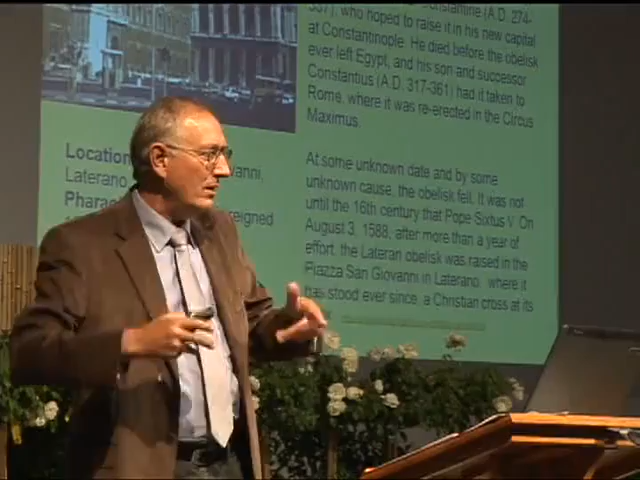 Constantine (A.D. 274-
337), who hoped to raise it in his new capital
at Constantinople. He died before the obelisk
ever left Egypt, and his son and successor
Constantius (A.D. 317-361) had it taken to
Rome, where it was re-erected in the Circus
Maximus.
At some unknown date and by some
unknown cause, the obelisk fell. It was not
until the 16th century that Pope Sixtus V On
August 3, 1588, after more than a year of
effort, the Lateran obelisk was raised in the
Piazza San Giovanni in Laterano, where it
has stood ever since, a Christian cross at its
Location
vanni,
Laterano
Phara
reigned